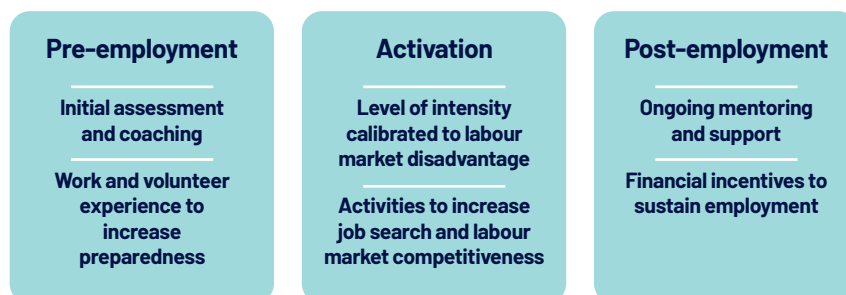 Pre-employment
Initial assessment
and coaching
Work and volunteer
experience to
increase
preparedness
Activation
Level of intensity
calibrated to labour
market disadvantage
Activities to increase
job search and labour
market competitiveness
Post-employment
Ongoing mentoring
and support
Financial incentives to
sustain employment